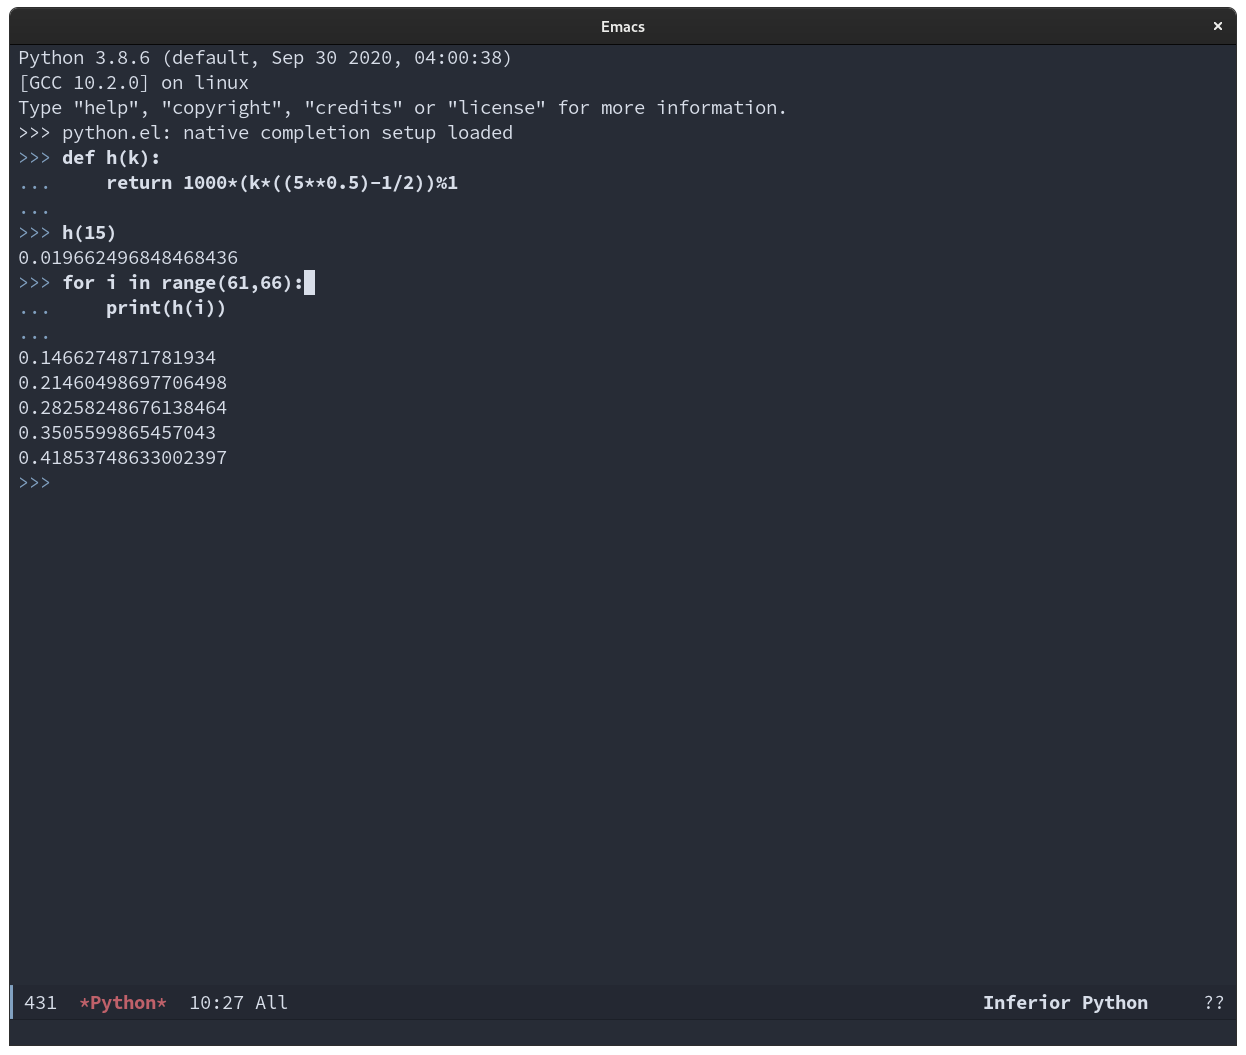 Emacs ×
Python 3.8.6 (default, Sep 30 2020, 04:00:38)
[GCC 10.2.0] on linux
Type "help", "copyright", "credits" or "license" for more information.
>>> python.el: native completion setup loaded
>>> def h(k):
...     return 1000*(k*((5**0.5)-1/2))%1
...
>>> h(15)
0.019662496848468436
>>> for i in range(61,66):
...     print(h(i))
...
0.1466274871781934
0.21460498697706498
0.28258248676138464
0.3505599865457043
0.41853748633002397
>>>
431 *Python* 10:27 All Inferior Python ??